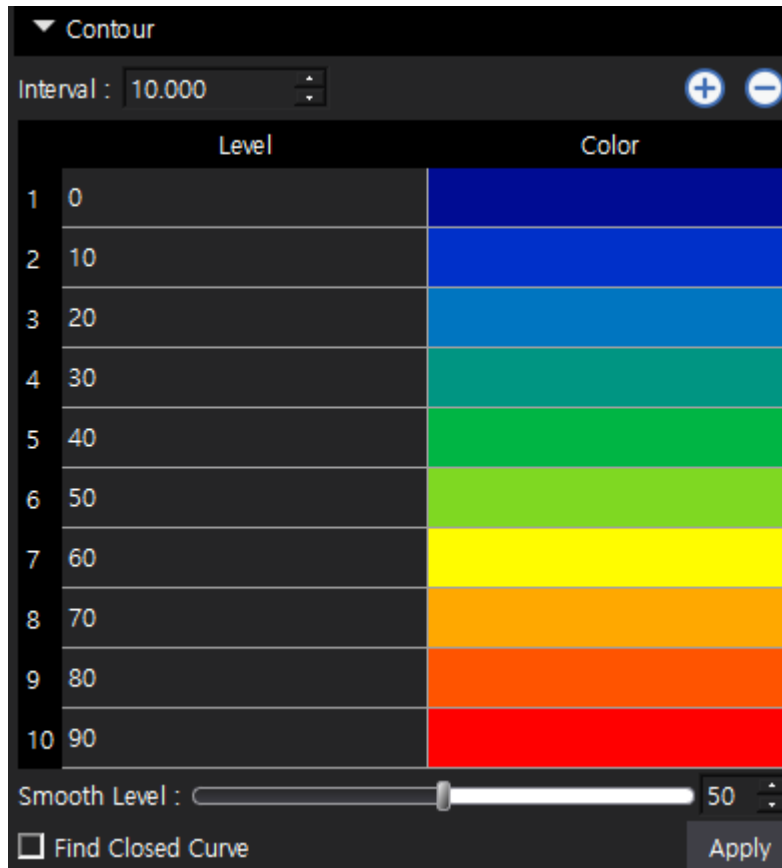 Contour
Interval : 10.000
Level Color
1 0
2 10
3 20
4 30
5 40
6 50
7 60
8 70
9 80
10 90
Smooth Level : 50
Find Closed Curve Apply